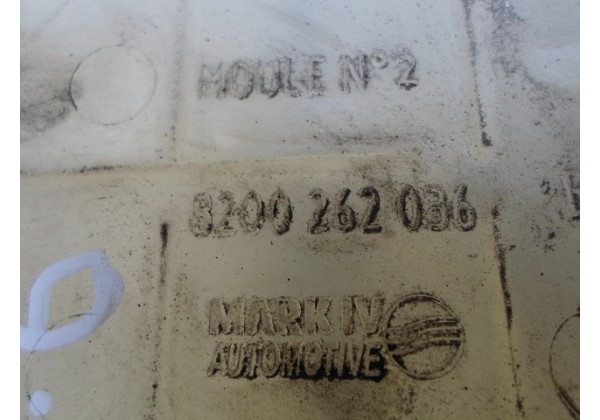 MOULE N°2
8200 262 036
MARK IV
AUTOMOTIVE